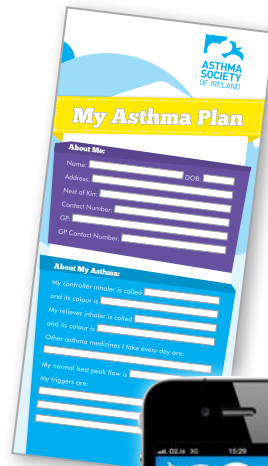 ASTHMA
SOCIETY
OF IRELAND
My Asthma Plan
About Me:
Name: DOB:
Address:
Next of Kin:
Contact Number:
GP:
GP Contact Number:
About My Asthma:
My controller inhaler is called
and its colour is
My reliever inhaler is called
and its colour is
Other asthma medicines I take every day are:
My normal best peak flow is
My triggers are:
O2.ie 3G 15:29